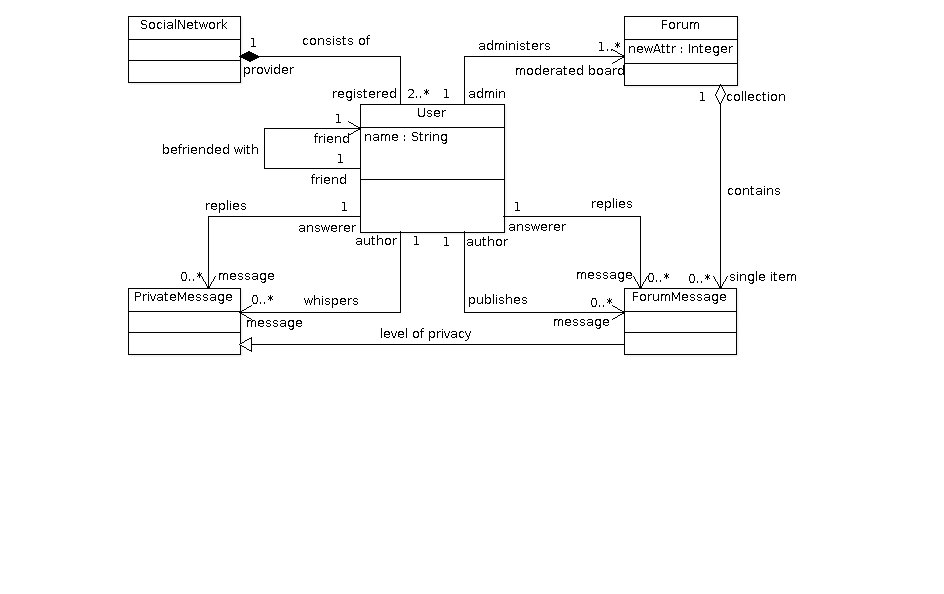 SocialNetwork
1
consists of
provider
registered
2..*
Forum
newAttr : Integer
administers
1..*
moderated board
1
admin
1
collection
User
name : String
1
friend
befriended with
1
friend
contains
replies
1
answerer
1
replies
answerer
author
1
1
author
0..*
message
message
0..*
0..*
single item
PrivateMessage
0..*
whispers
message
publishes
0..*
message
ForumMessage
level of privacy